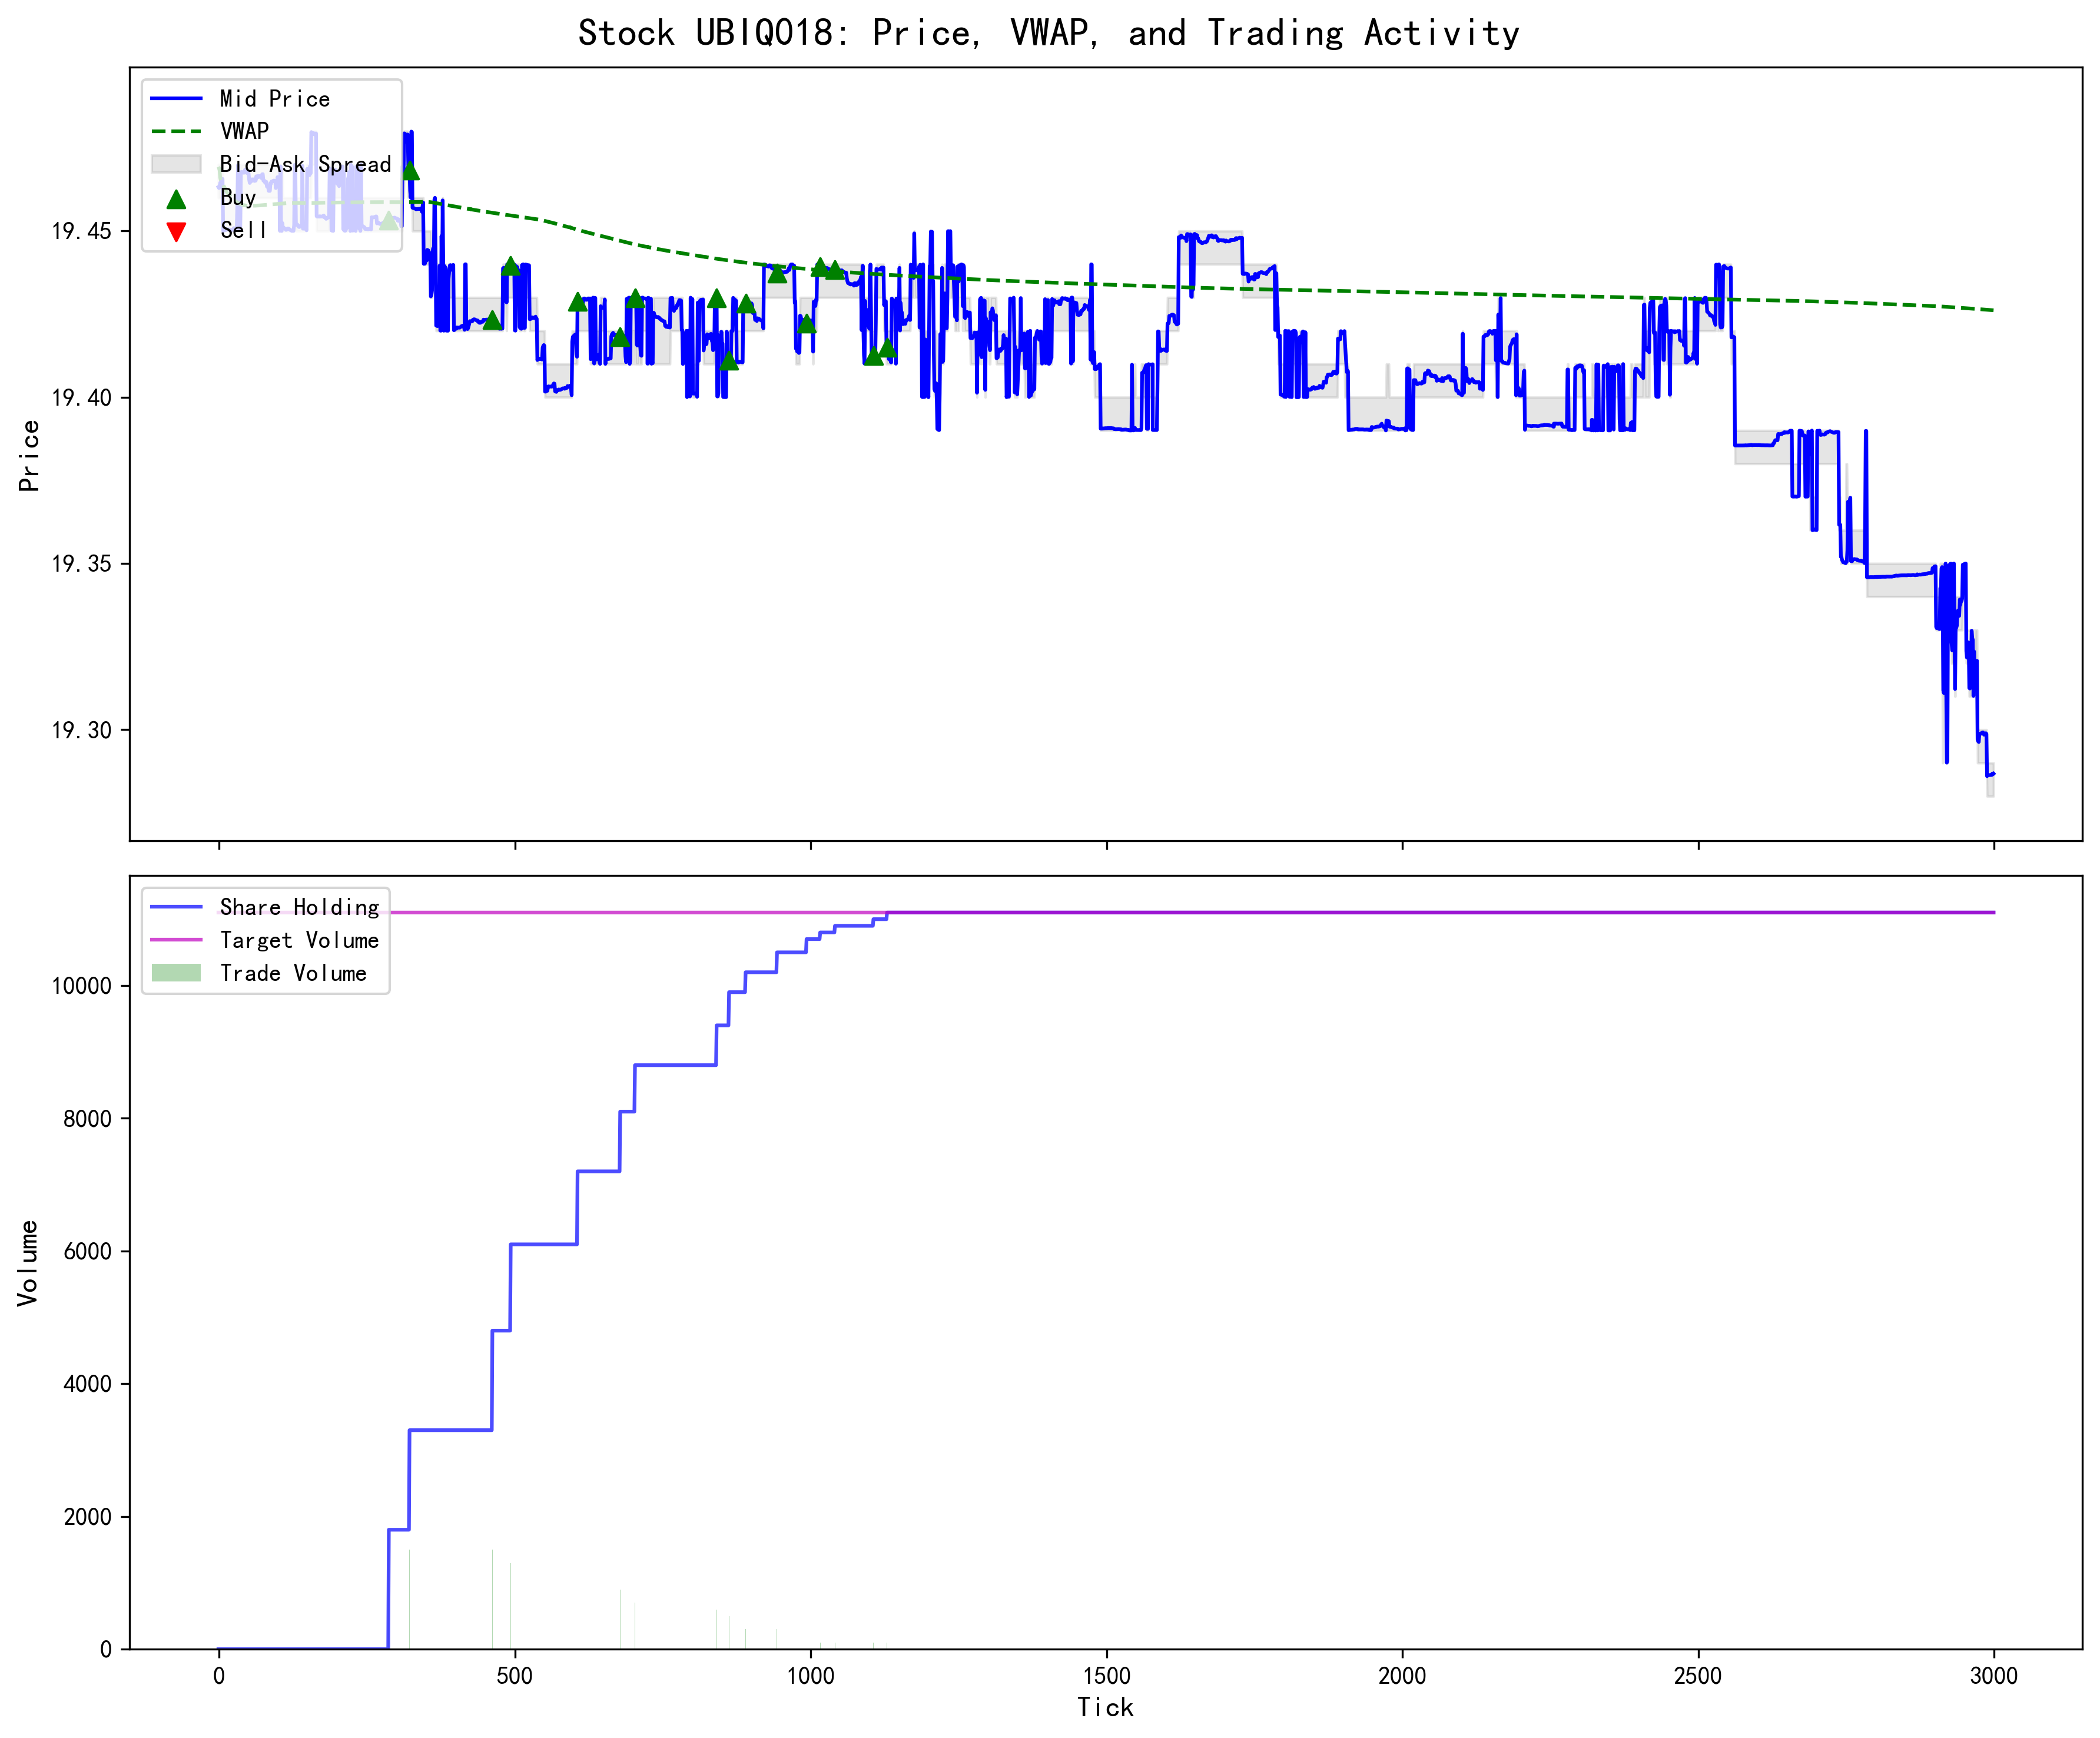 Stock UBIQ018: Price, VWAP, and Trading Activity
Mid Price
VWAP
Bid-Ask Spread
Buy
Sell
19.45
19.40
19.35
19.30
Price
Share Holding
Target Volume
Trade Volume
10000
8000
6000
4000
2000
0
Volume
0 500 1000 1500 2000 2500 3000
Tick